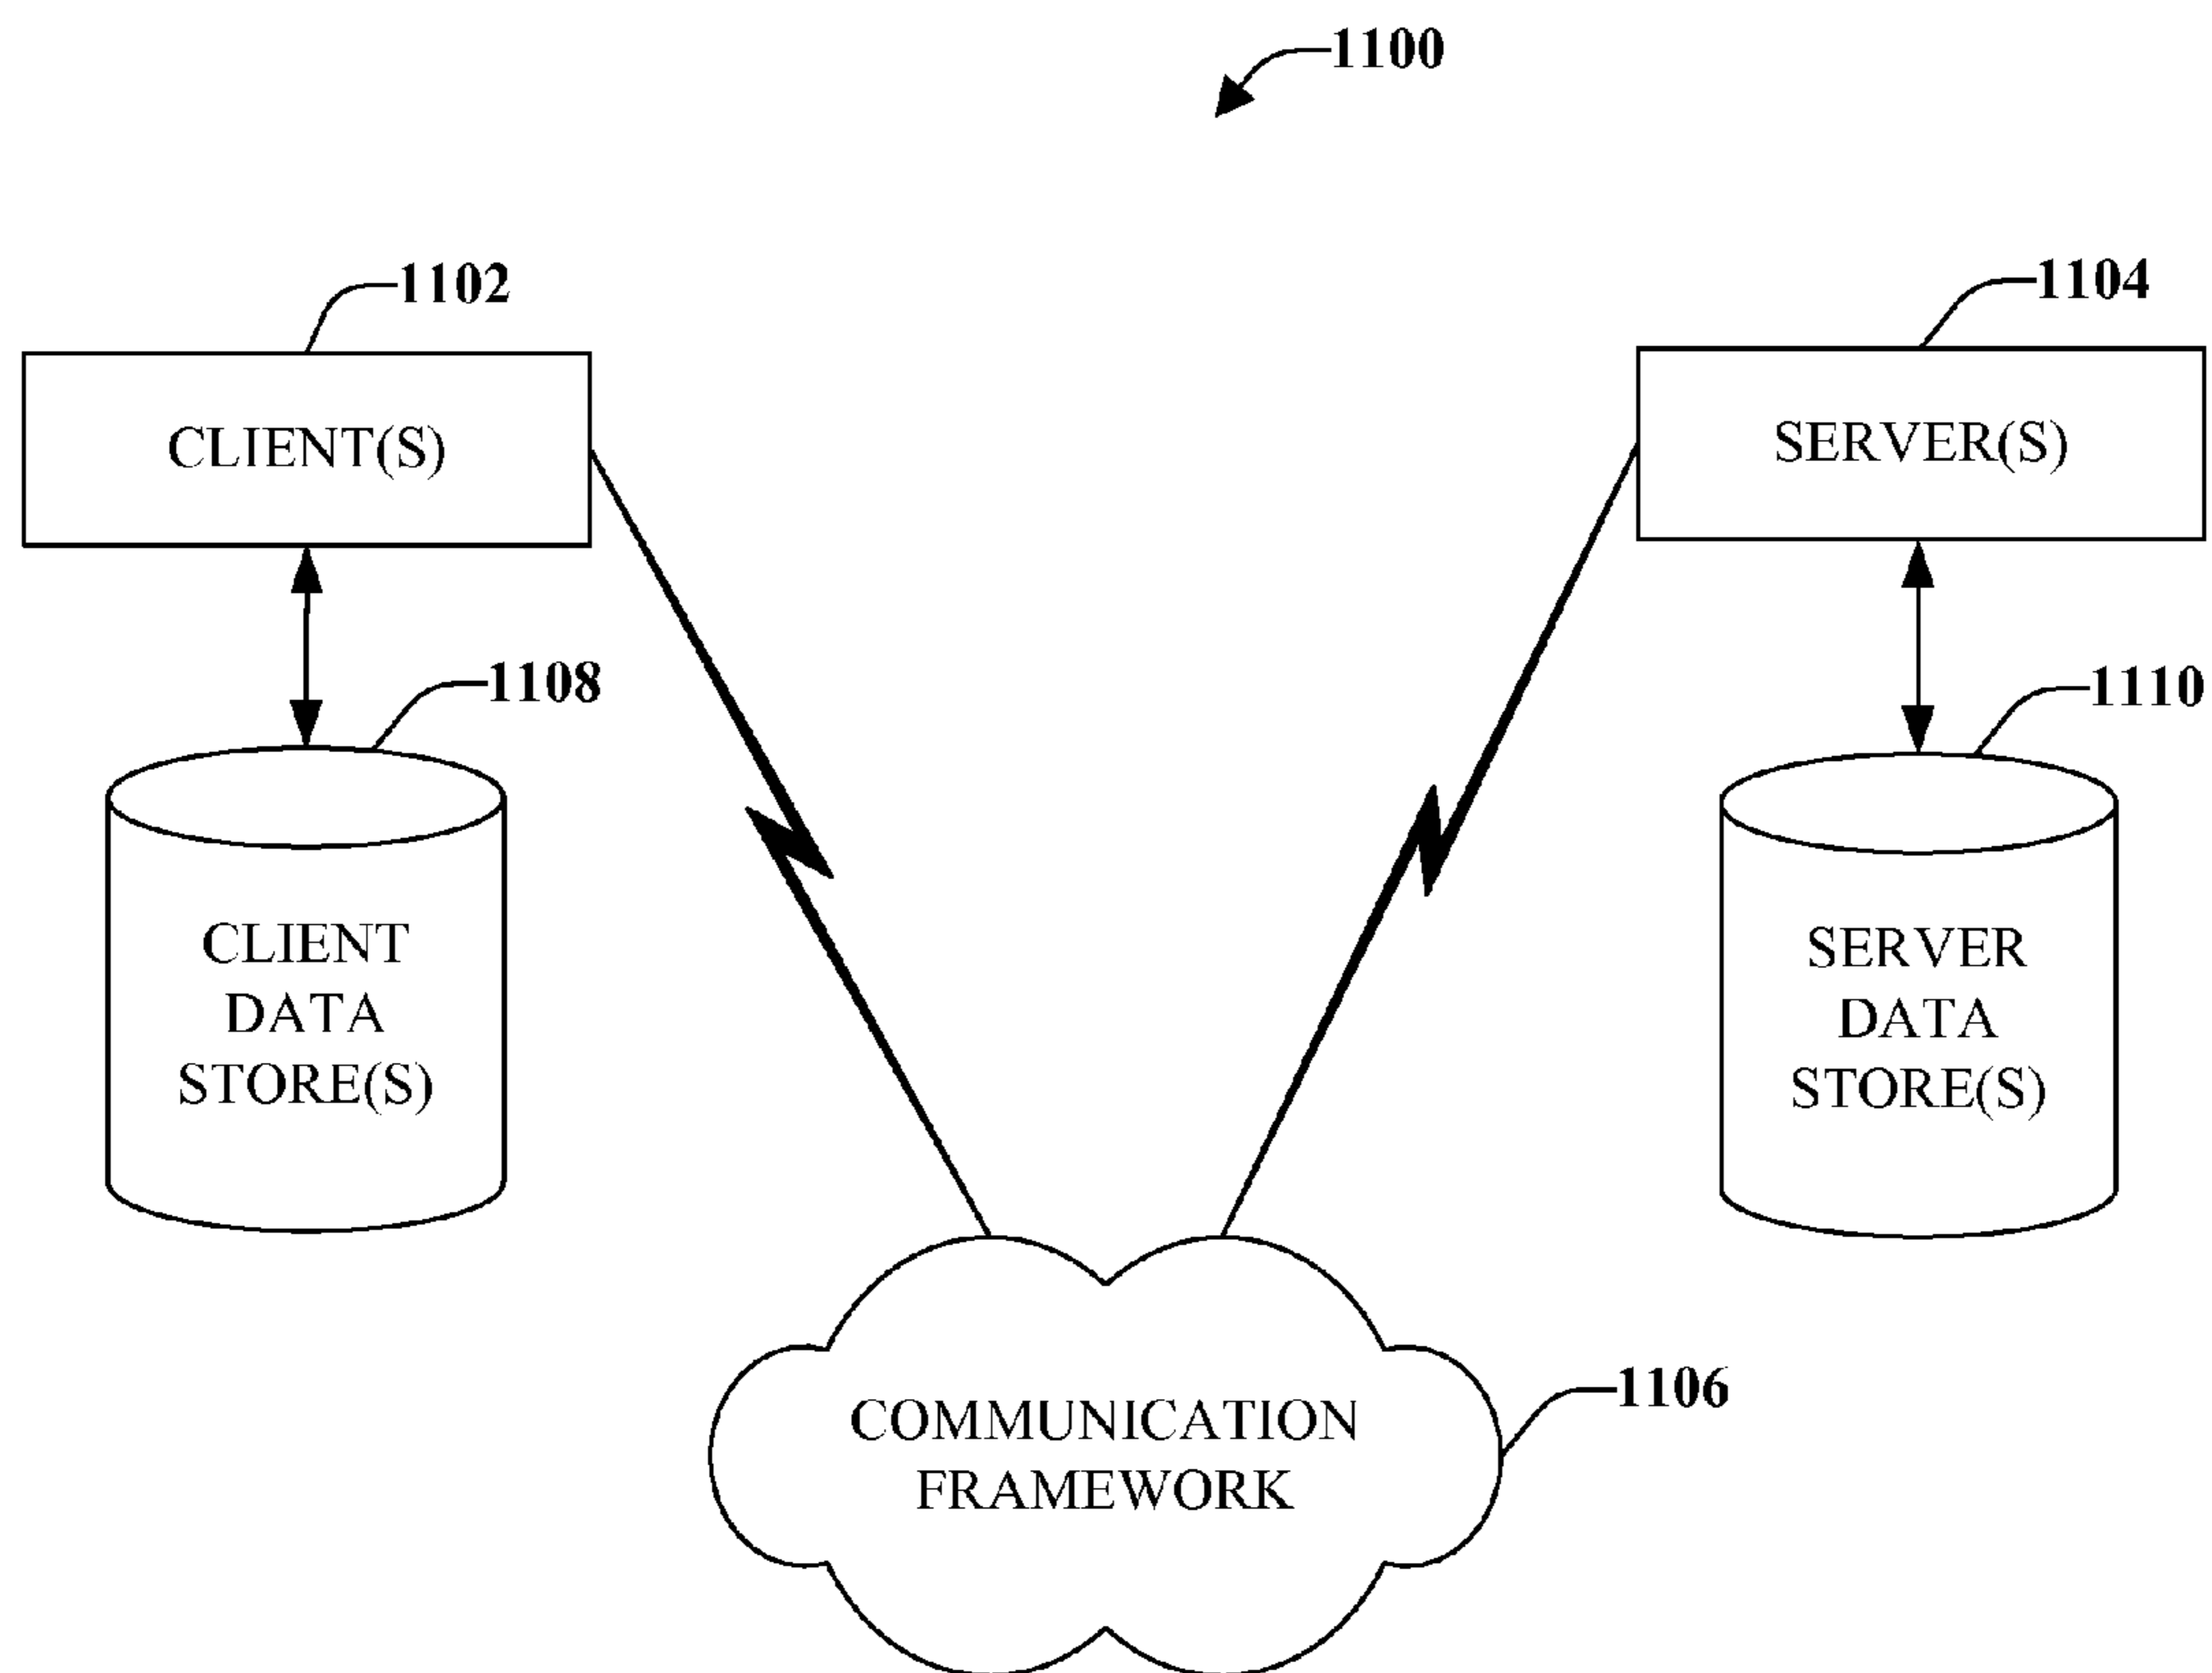 1100
1102
1104
CLIENT(S)
SERVER(S)
1108
1110
CLIENT
DATA
STORE(S)
SERVER
DATA
STORE(S)
1106
COMMUNICATION
FRAMEWORK